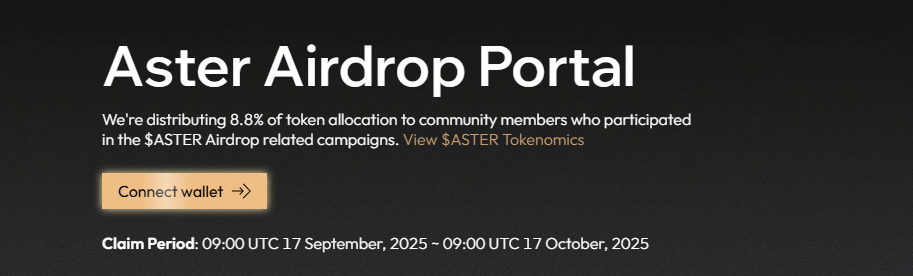 Aster Airdrop Portal
We're distributing 8.8% of token allocation to community members who participated
in the $ASTER Airdrop related campaigns. View $ASTER Tokenomics
Connect wallet
Claim Period: 09:00 UTC 17 September, 2025 ~ 09:00 UTC 17 October, 2025